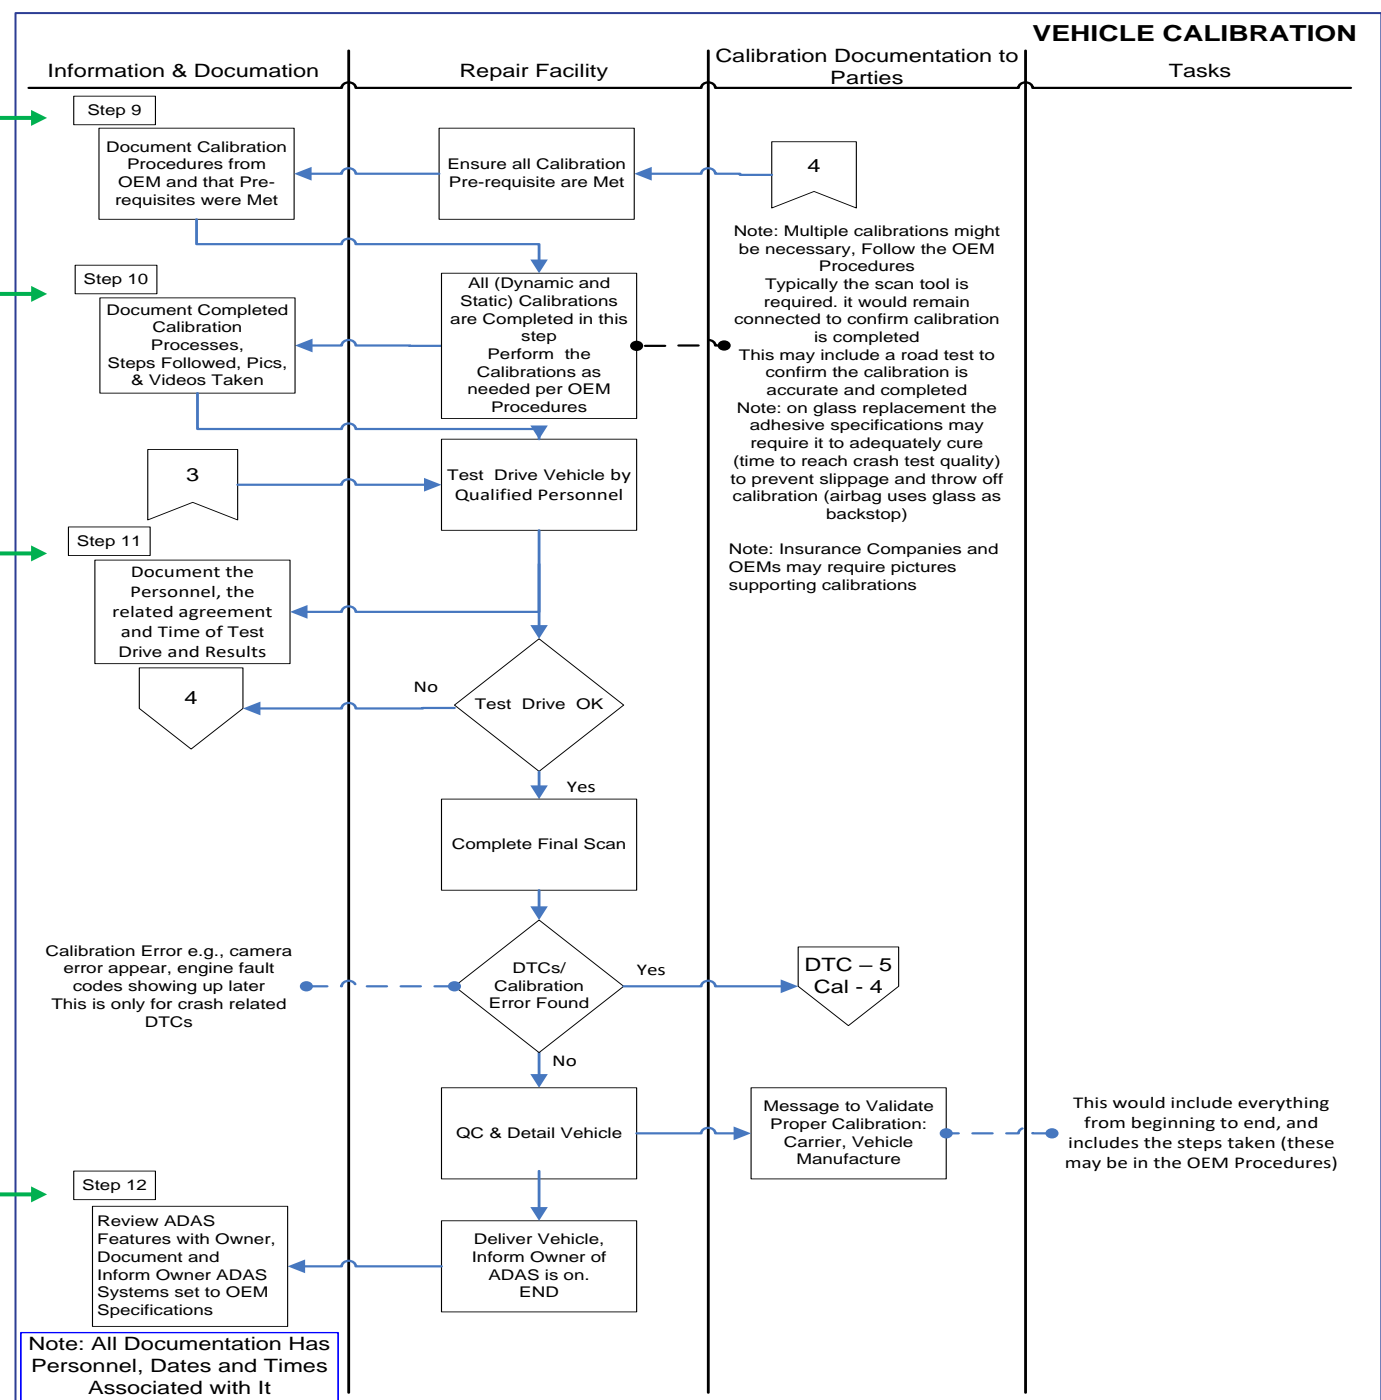 VEHICLE CALIBRATION
Information & Documation
Repair Facility
Calibration Documentation to
Parties
Tasks
Step 9
Document Calibration
Procedures from
OEM and that Pre-
requisites were Met
Ensure all Calibration
Pre-requisite are Met
4
Note: Multiple calibrations might
be necessary, Follow the OEM
Procedures
Typically the scan tool is
required. it would remain
connected to confirm calibration
is completed
This may include a road test to
confirm the calibration is
accurate and completed
Note: on glass replacement the
adhesive specifications may
require it to adequately cure
(time to reach crash test quality)
to prevent slippage and throw off
calibration (airbag uses glass as
backstop)
Note: Insurance Companies and
OEMs may require pictures
supporting calibrations
Step 10
Document Completed
Calibration
Processes,
Steps Followed, Pics,
& Videos Taken
All (Dynamic and
Static) Calibrations
are Completed in this
step
Perform the
Calibrations as
needed per OEM
Procedures
3
Test Drive Vehicle by
Qualified Personnel
Step 11
Document the
Personnel, the
related agreement
and Time of Test
Drive and Results
4
No
Test Drive OK
Yes
Complete Final Scan
Calibration Error e.g., camera
error appear, engine fault
codes showing up later
This is only for crash related
DTCs
DTCs/
Calibration
Error Found
Yes
DTC – 5
Cal - 4
No
QC & Detail Vehicle
Message to Validate
Proper Calibration:
Carrier, Vehicle
Manufacture
This would include everything
from beginning to end, and
includes the steps taken (these
may be in the OEM Procedures)
Step 12
Review ADAS
Features with Owner,
Document and
Inform Owner ADAS
Systems set to OEM
Specifications
Deliver Vehicle,
Inform Owner of
ADAS is on.
END
Note: All Documentation Has
Personnel, Dates and Times
Associated with It